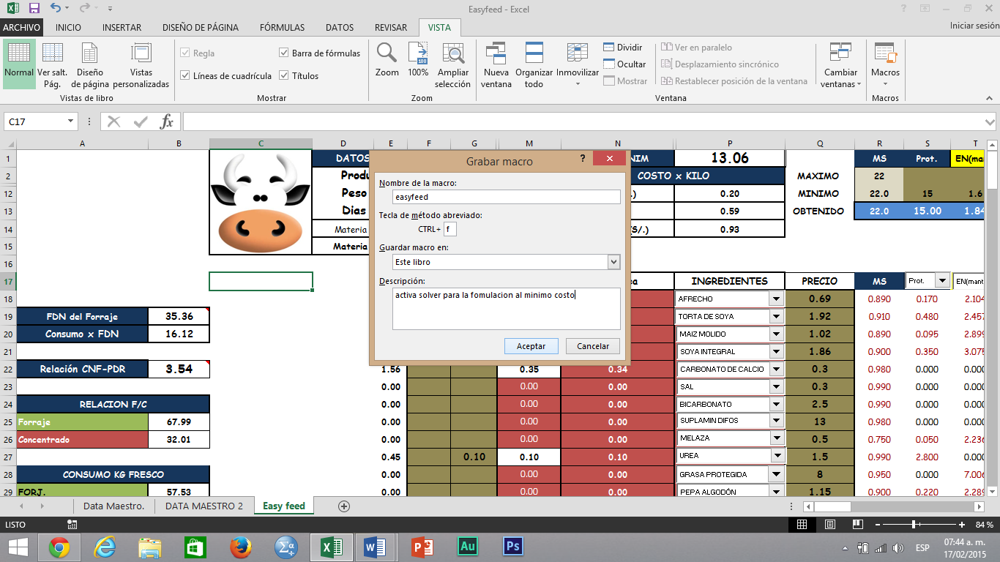 Easyfeed - Excel
ARCHIVO INICIO INSERTAR DISEÑO DE PÁGINA FÓRMULAS DATOS REVISAR VISTA Iniciar sesión
Normal Ver salt. Pág. Diseño de página Vistas personalizadas
Vistas de libro
Regla Barra de fórmulas
Líneas de cuadrícula Títulos
Mostrar
Zoom 100% Ampliar selección
100
Zoom
Nueva ventana Organizar todo Inmovilizar
Dividir Ver en paralelo
Ocultar Desplazamiento sincrónico
Mostrar Restablecer posición de la ventana
Cambiar ventanas
Ventana
Macros
Macros
C17 fx
A B C D E F G M N P Q R S T
1 DATOS NIM 13.06 MS Prot. EN(mar
2 Produ COSTO x KILO MAXIMO 22
12 Peso .) 0.20 MINIMO 22.0 15 1.6
13 Dias 0.59 OBTENIDO 22.0 15.00 1.84
14 Materia (S/.) 0.93
15 Materia
16
17 a INGREDIENTES PRECIO MS Prot. EN(mant
18 AFRECHO 0.69 0.890 0.170 2.104
19 FDN del Forraje 35.36 TORTA DE SOYA 1.92 0.910 0.480 2.457
20 Consumo x FDN 16.12 MAIZ MOLIDO 1.02 0.890 0.095 2.899
21 SOYA INTEGRAL 1.86 0.900 0.350 3.075
22 Relación CNF-PDR 3.54 1.56 0.35 0.34 CARBONATO DE CALCIO 0.3 0.980 0.000 0.000
23 0.00 0.00 0.00 SAL 0.3 0.990 0.000 0.000
24 RELACION F/C 0.00 0.00 0.00 BICARBONATO 2.5 0.990 0.000 0.000
25 Forraje 67.99 0.00 0.00 0.00 SUPLAMIN DIFOS 13 0.980 0.000 0.000
26 Concentrado 32.01 0.00 0.00 0.00 MELAZA 0.5 0.750 0.050 2.236
27 0.45 0.10 0.10 0.10 UREA 1.5 0.990 2.800 0.000
28 CONSUMO KG FRESCO 0.00 0.00 0.00 GRASA PROTEGIDA 8 0.950 0.000 7.006
29 FORJ. 57.53 0.00 0.00 0.00 PEPA ALGODÓN 1.15 0.900 0.220 2.289
Grabar macro ?
Nombre de la macro:
easyfeed
Tecla de método abreviado:
CTRL+ f
Guardar macro en:
Este libro
Descripción:
activa solver para la fomulacion al minimo costo
Aceptar Cancelar
Data Maestro. DATA MAESTRO 2 Easy feed
LISTO 84 %
Au Ps ESP 07:44 a. m.
17/02/2015